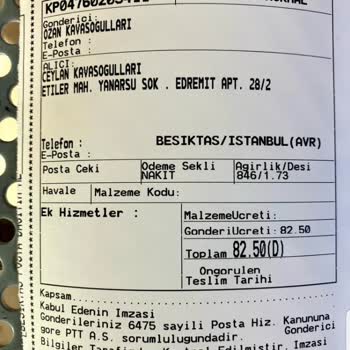 Gonderici:
OZAN KAVASOGULLARI
Telefon :
E-Posta :
ALICI:
CEYLAN KAVASOGULLARI
ETILER MAH. YANARSU SOK . EDREMIT APT. 28/2
Telefon : BESIKTAS/ISTANBUL(AVR)
E-Posta :
Posta Ceki Odeme Sekli Agirlik/Desi
NAKIT 846/1.73
Havale Malzeme Kodu:
Ek Hizmetler : MalzemeUcreti:
GonderiUcreti: 82.50
Toplam 82.50(D)
Ongorulen
Teslim Tarihi
Kapsam
Kabul Edenin Imzasi
Gonderileriniz 6475 sayili Posta Hiz. Kanununa
Gonderici
gore PTT A.S. sorumlulugundadir.
Bilgiler